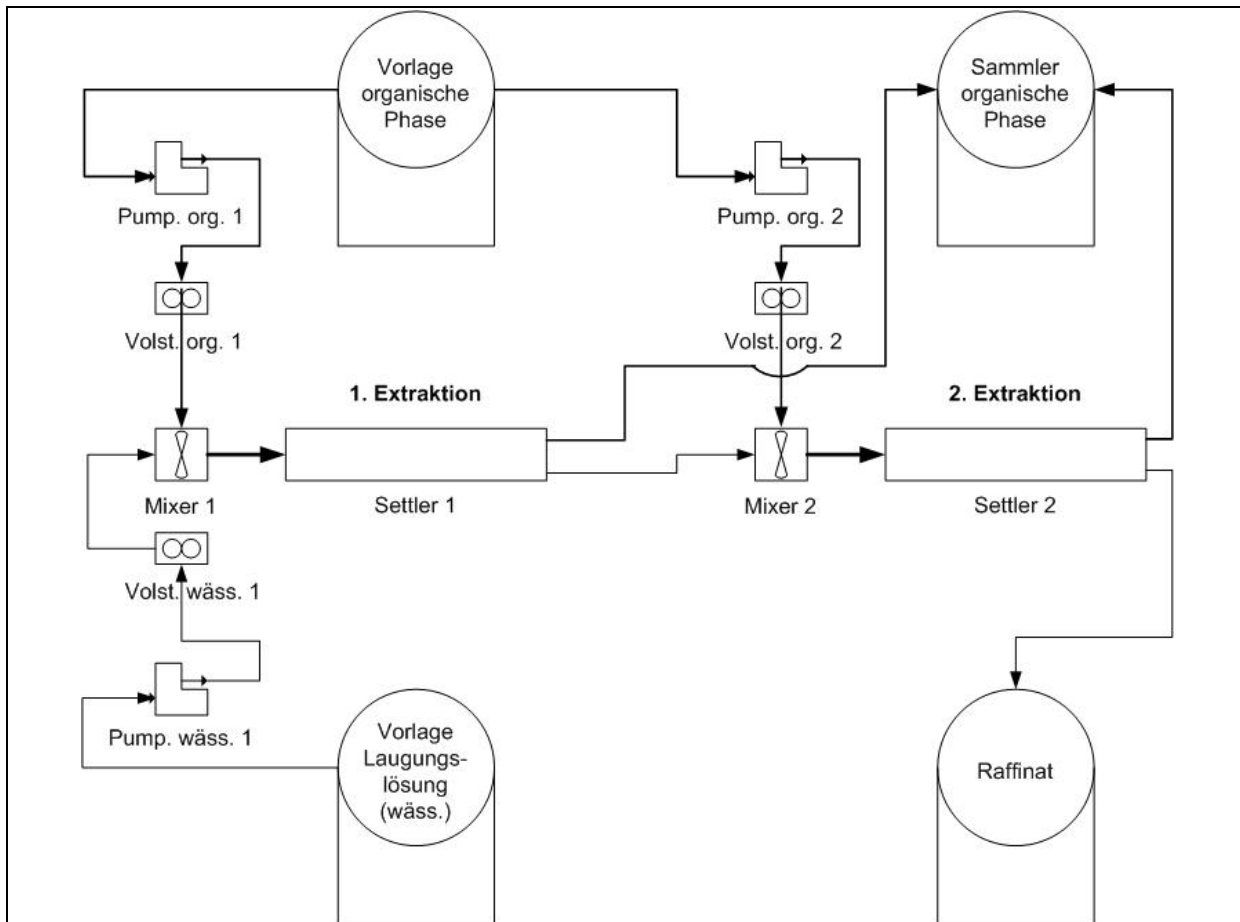 Vorlage
organische
Phase
Sammler
organische
Phase
Pump. org. 1
Pump. org. 2
Volst. org. 1
Volst. org. 2
1. Extraktion
2. Extraktion
Mixer 1
Settler 1
Mixer 2
Settler 2
Volst. wäss. 1
Pump. wäss. 1
Vorlage
Laugungs-
lösung
(wäss.)
Raffinat